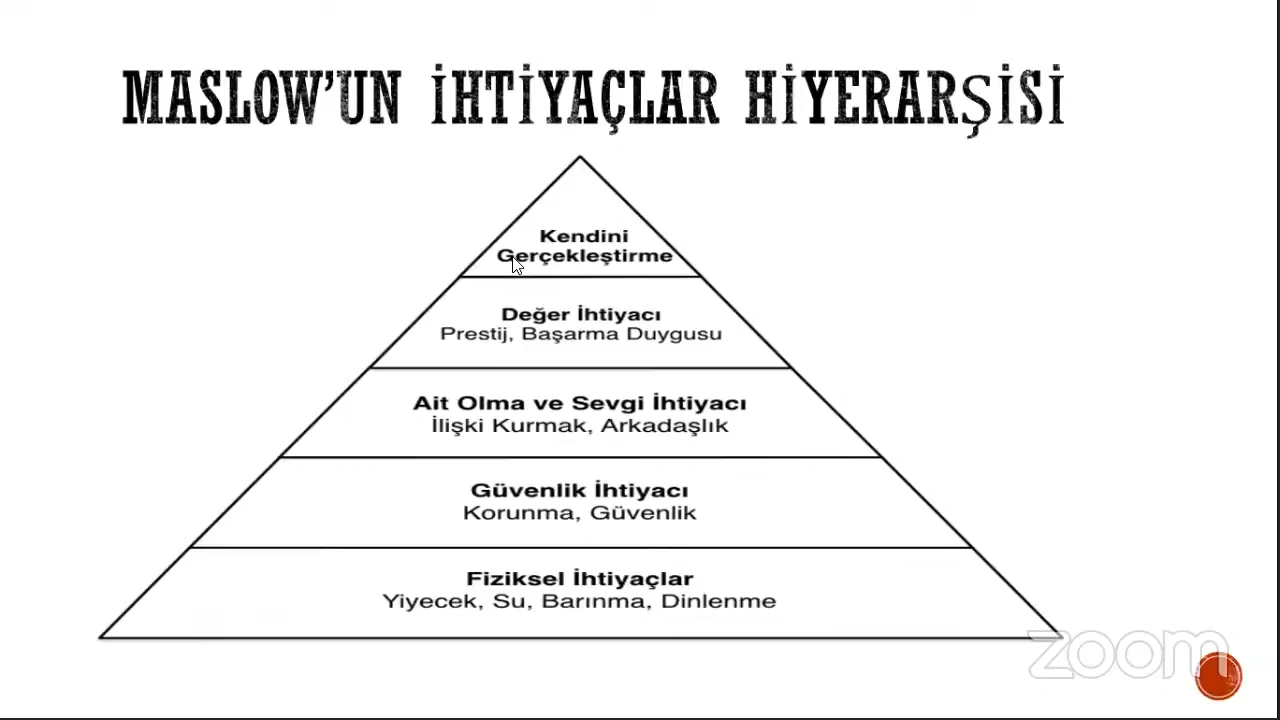 MASLOW’UN İHTİYAÇLAR HİYERARŞİSİ
Kendini
Gerçekleştirme
Değer İhtiyacı
Prestij, Başarma Duygusu
Ait Olma ve Sevgi İhtiyacı
İlişki Kurmak, Arkadaşlık
Güvenlik İhtiyacı
Korunma, Güvenlik
Fiziksel İhtiyaçlar
Yiyecek, Su, Barınma, Dinlenme
zoom